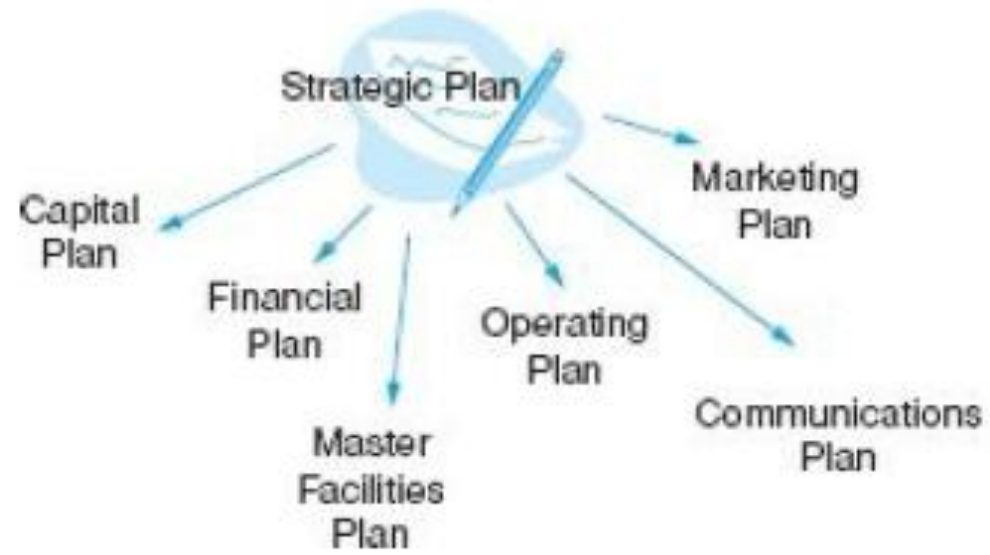 Strategic Plan
Marketing
Plan
Capital
Plan
Financial
Plan
Operating
Plan
Communications
Plan
Master
Facilities
Plan